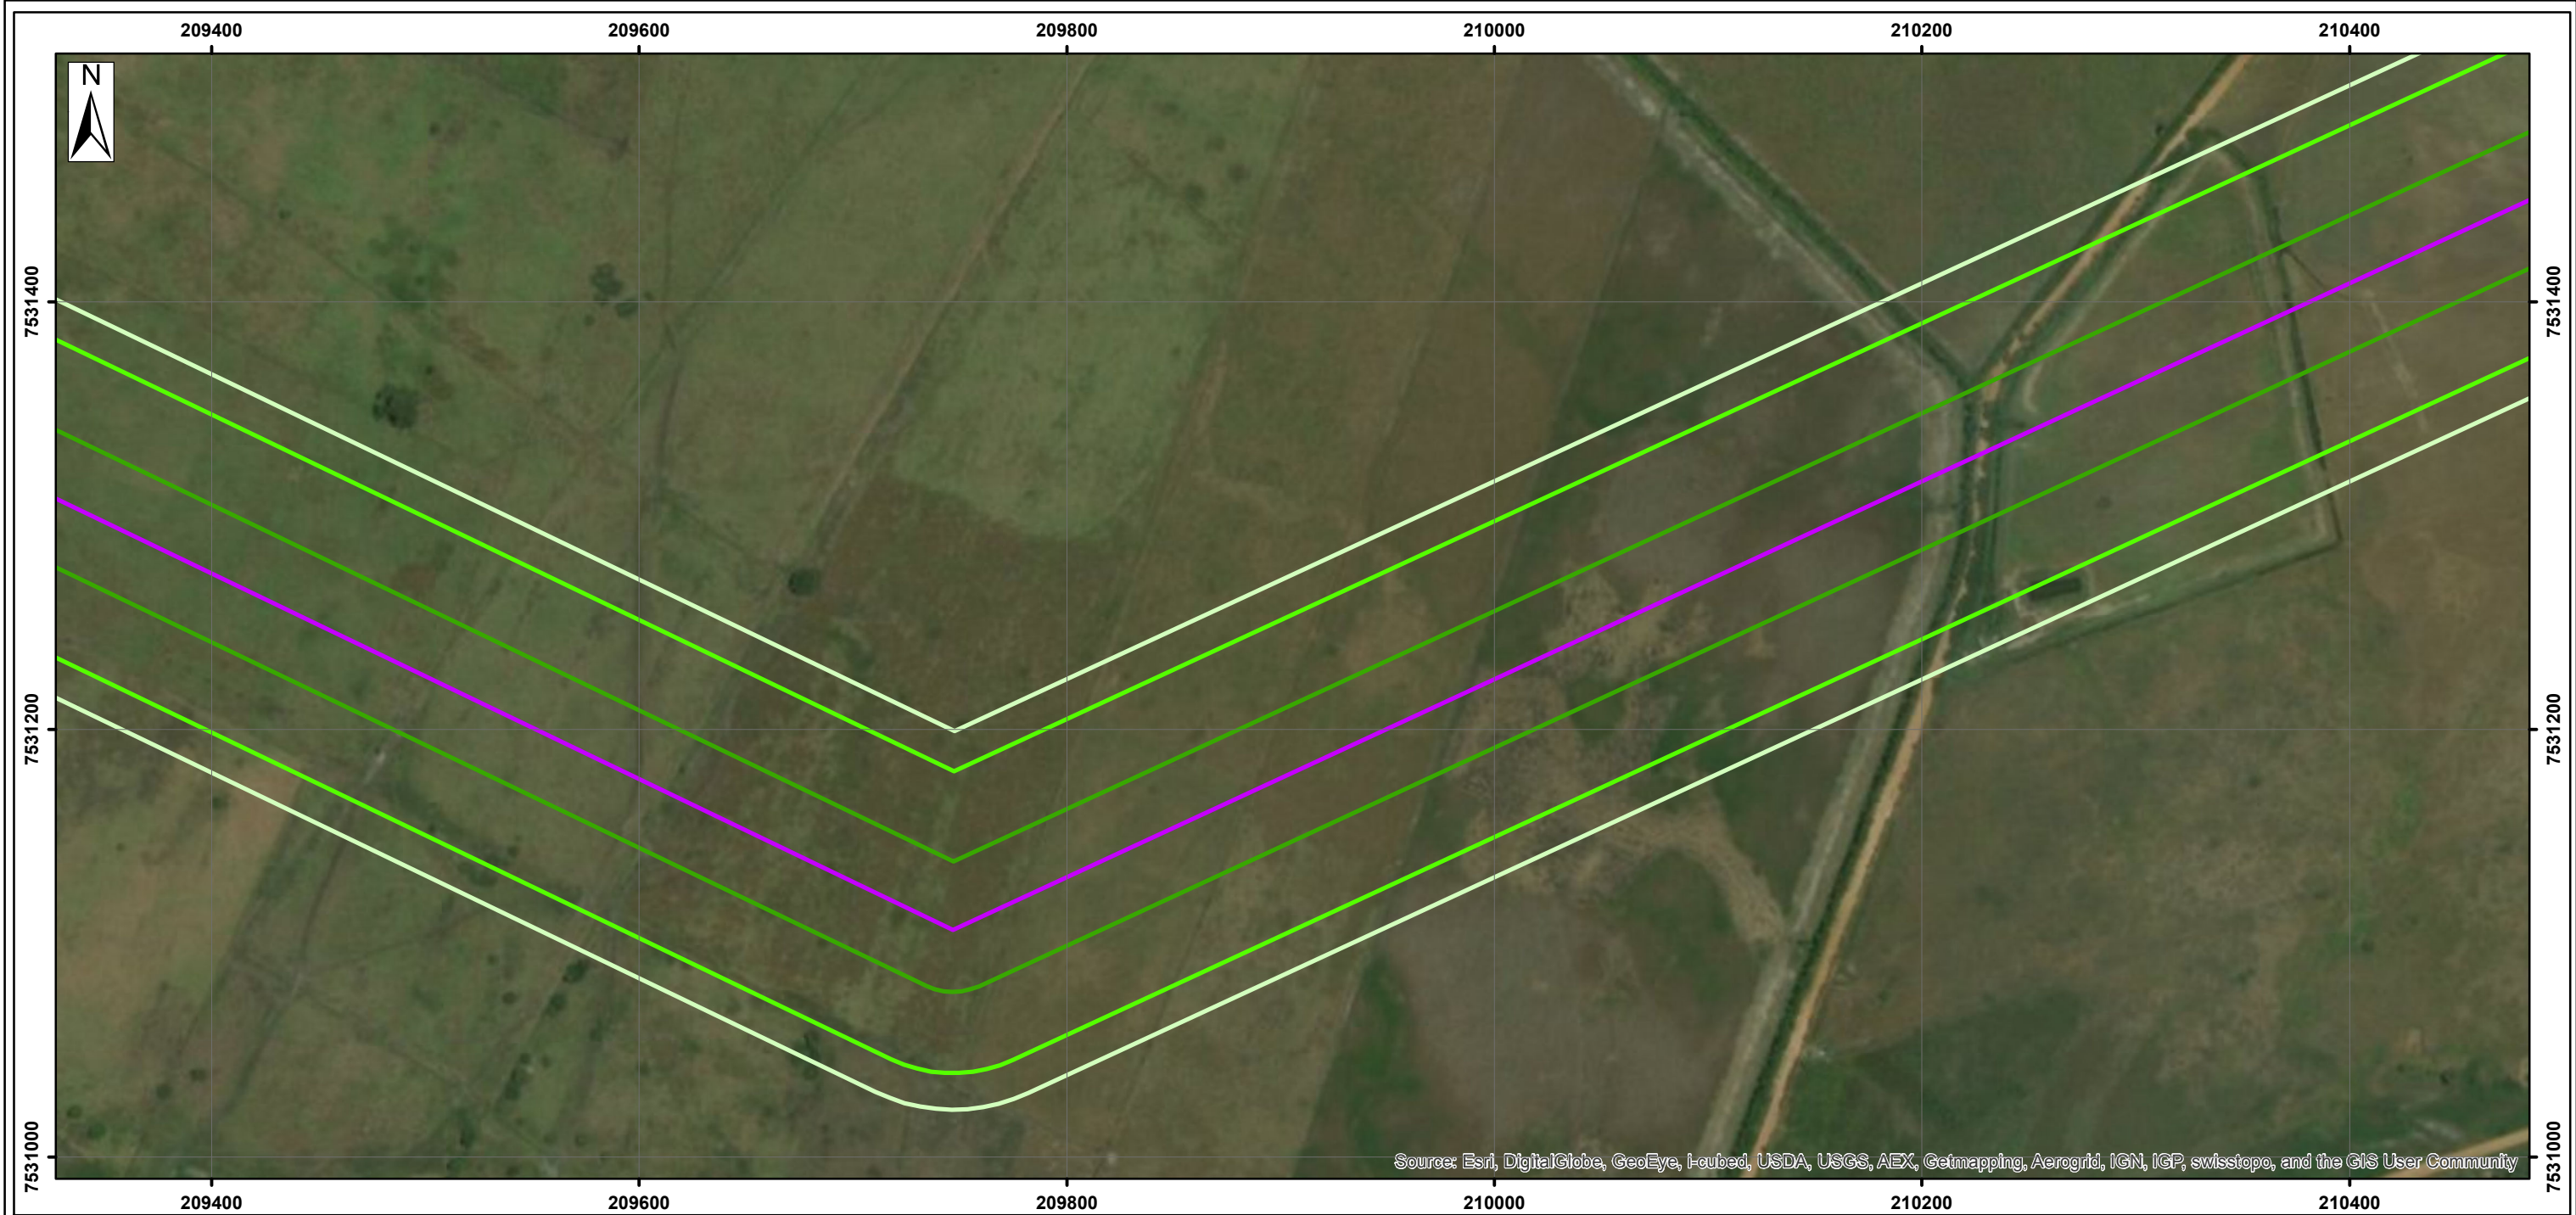 209400 209600 209800 210000 210200 210400
N
7531400 7531400
7531200 7531200
7531000 7531000
Source: Esri, DigitalGlobe, GeoEye, i-cubed, USDA, USGS, AEX, Getmapping, Aerogrid, IGN, IGP, swisstopo, and the GIS User Community
209400 209600 209800 210000 210200 210400